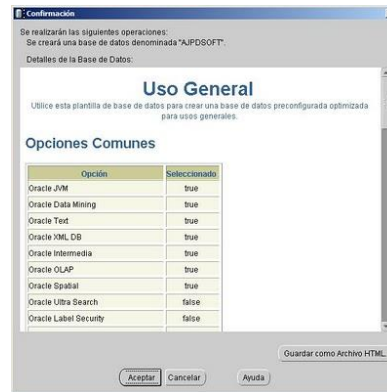 Confirmación
Se realizarán las siguientes operaciones:
Se creará una base de datos denominada "AJPDSOFT".
Detalles de la Base de Datos:
Uso General
Utilice esta plantilla de base de datos para crear una base de datos preconfigurada optimizada
para usos generales.
Opciones Comunes
Opción Seleccionado
Oracle JVM true
Oracle Data Mining true
Oracle Text true
Oracle XML DB true
Oracle Intermedia true
Oracle OLAP true
Oracle Spatial true
Oracle Ultra Search false
Oracle Label Security false
Guardar como Archivo HTML
Aceptar Cancelar Ayuda